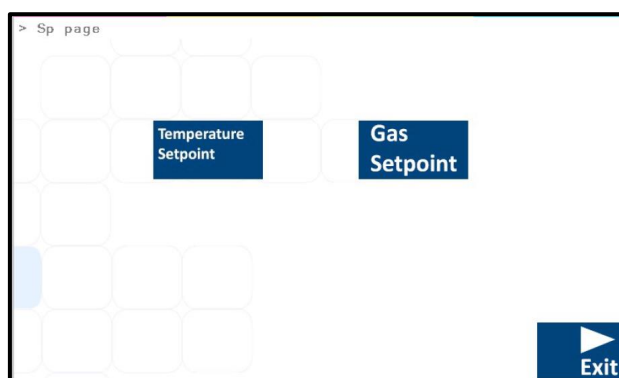 > Sp page
Temperature
Setpoint
Gas
Setpoint
Exit